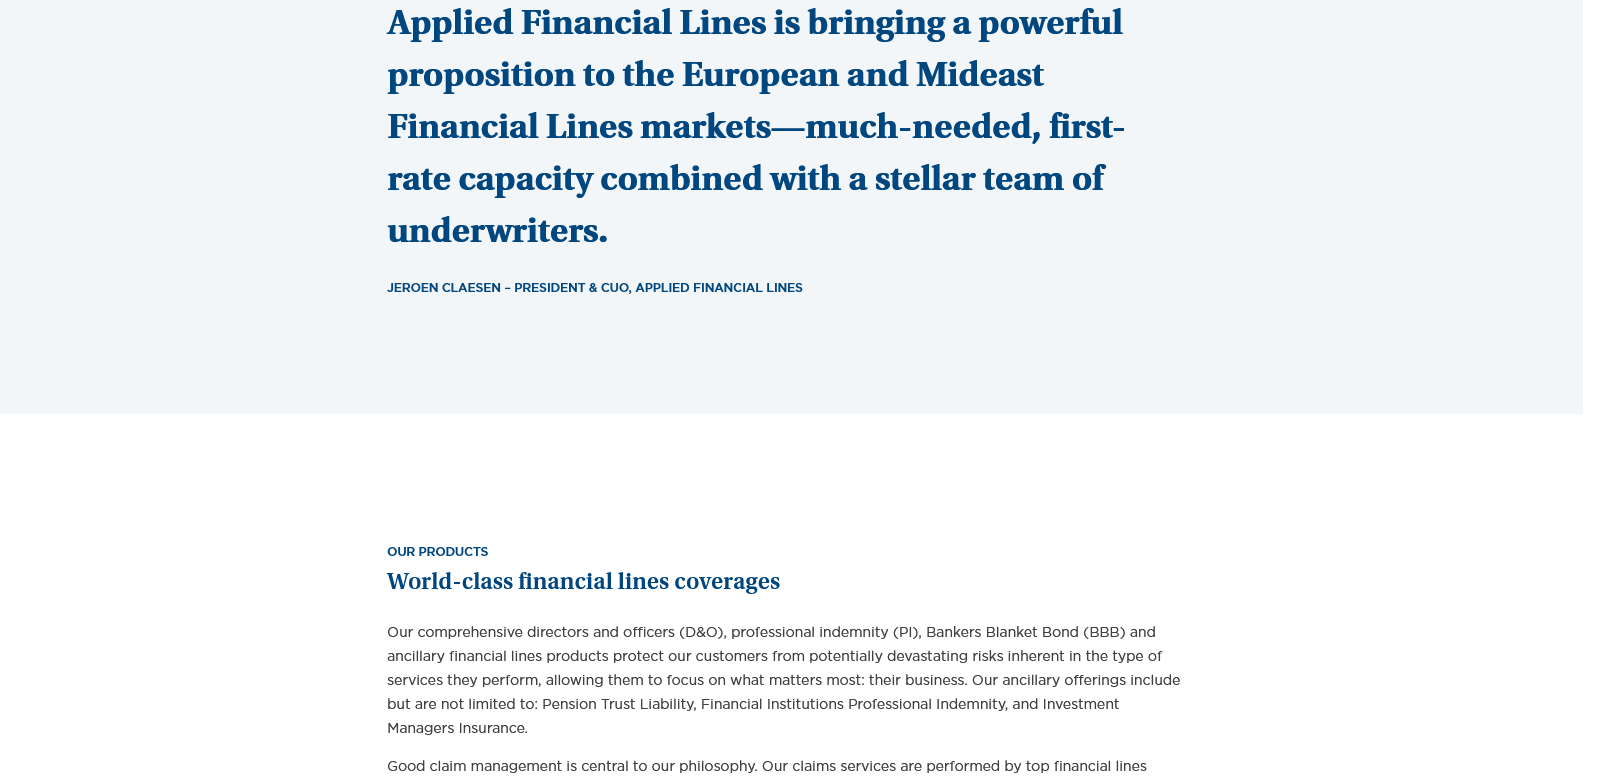 Applied Financial Lines is bringing a powerful
proposition to the European and Mideast
Financial Lines markets—much-needed, first-
rate capacity combined with a stellar team of
underwriters.
JEROEN CLAESEN – PRESIDENT & CUO, APPLIED FINANCIAL LINES
OUR PRODUCTS
World-class financial lines coverages
Our comprehensive directors and officers (D&O), professional indemnity (PI), Bankers Blanket Bond (BBB) and
ancillary financial lines products protect our customers from potentially devastating risks inherent in the type of
services they perform, allowing them to focus on what matters most: their business. Our ancillary offerings include
but are not limited to: Pension Trust Liability, Financial Institutions Professional Indemnity, and Investment
Managers Insurance.
Good claim management is central to our philosophy. Our claims services are performed by top financial lines